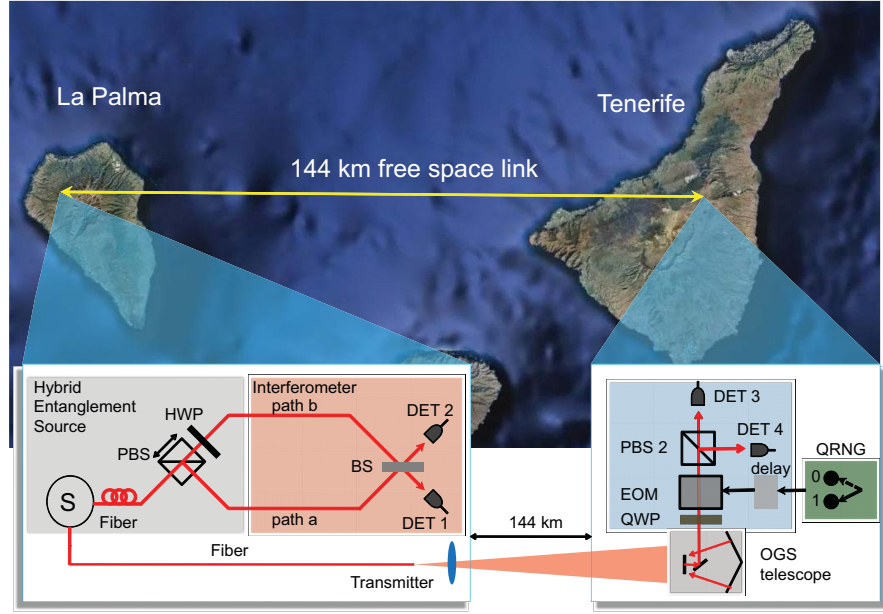 La Palma
Tenerife
144 km free space link
Hybrid
Entanglement
Source
HWP
PBS
S
Fiber
Fiber
Transmitter
Interferometer
path b
DET 2
BS
path a
DET 1
144 km
DET 3
DET 4
PBS 2
delay
QRNG
0
1
EOM
QWP
OGS
telescope